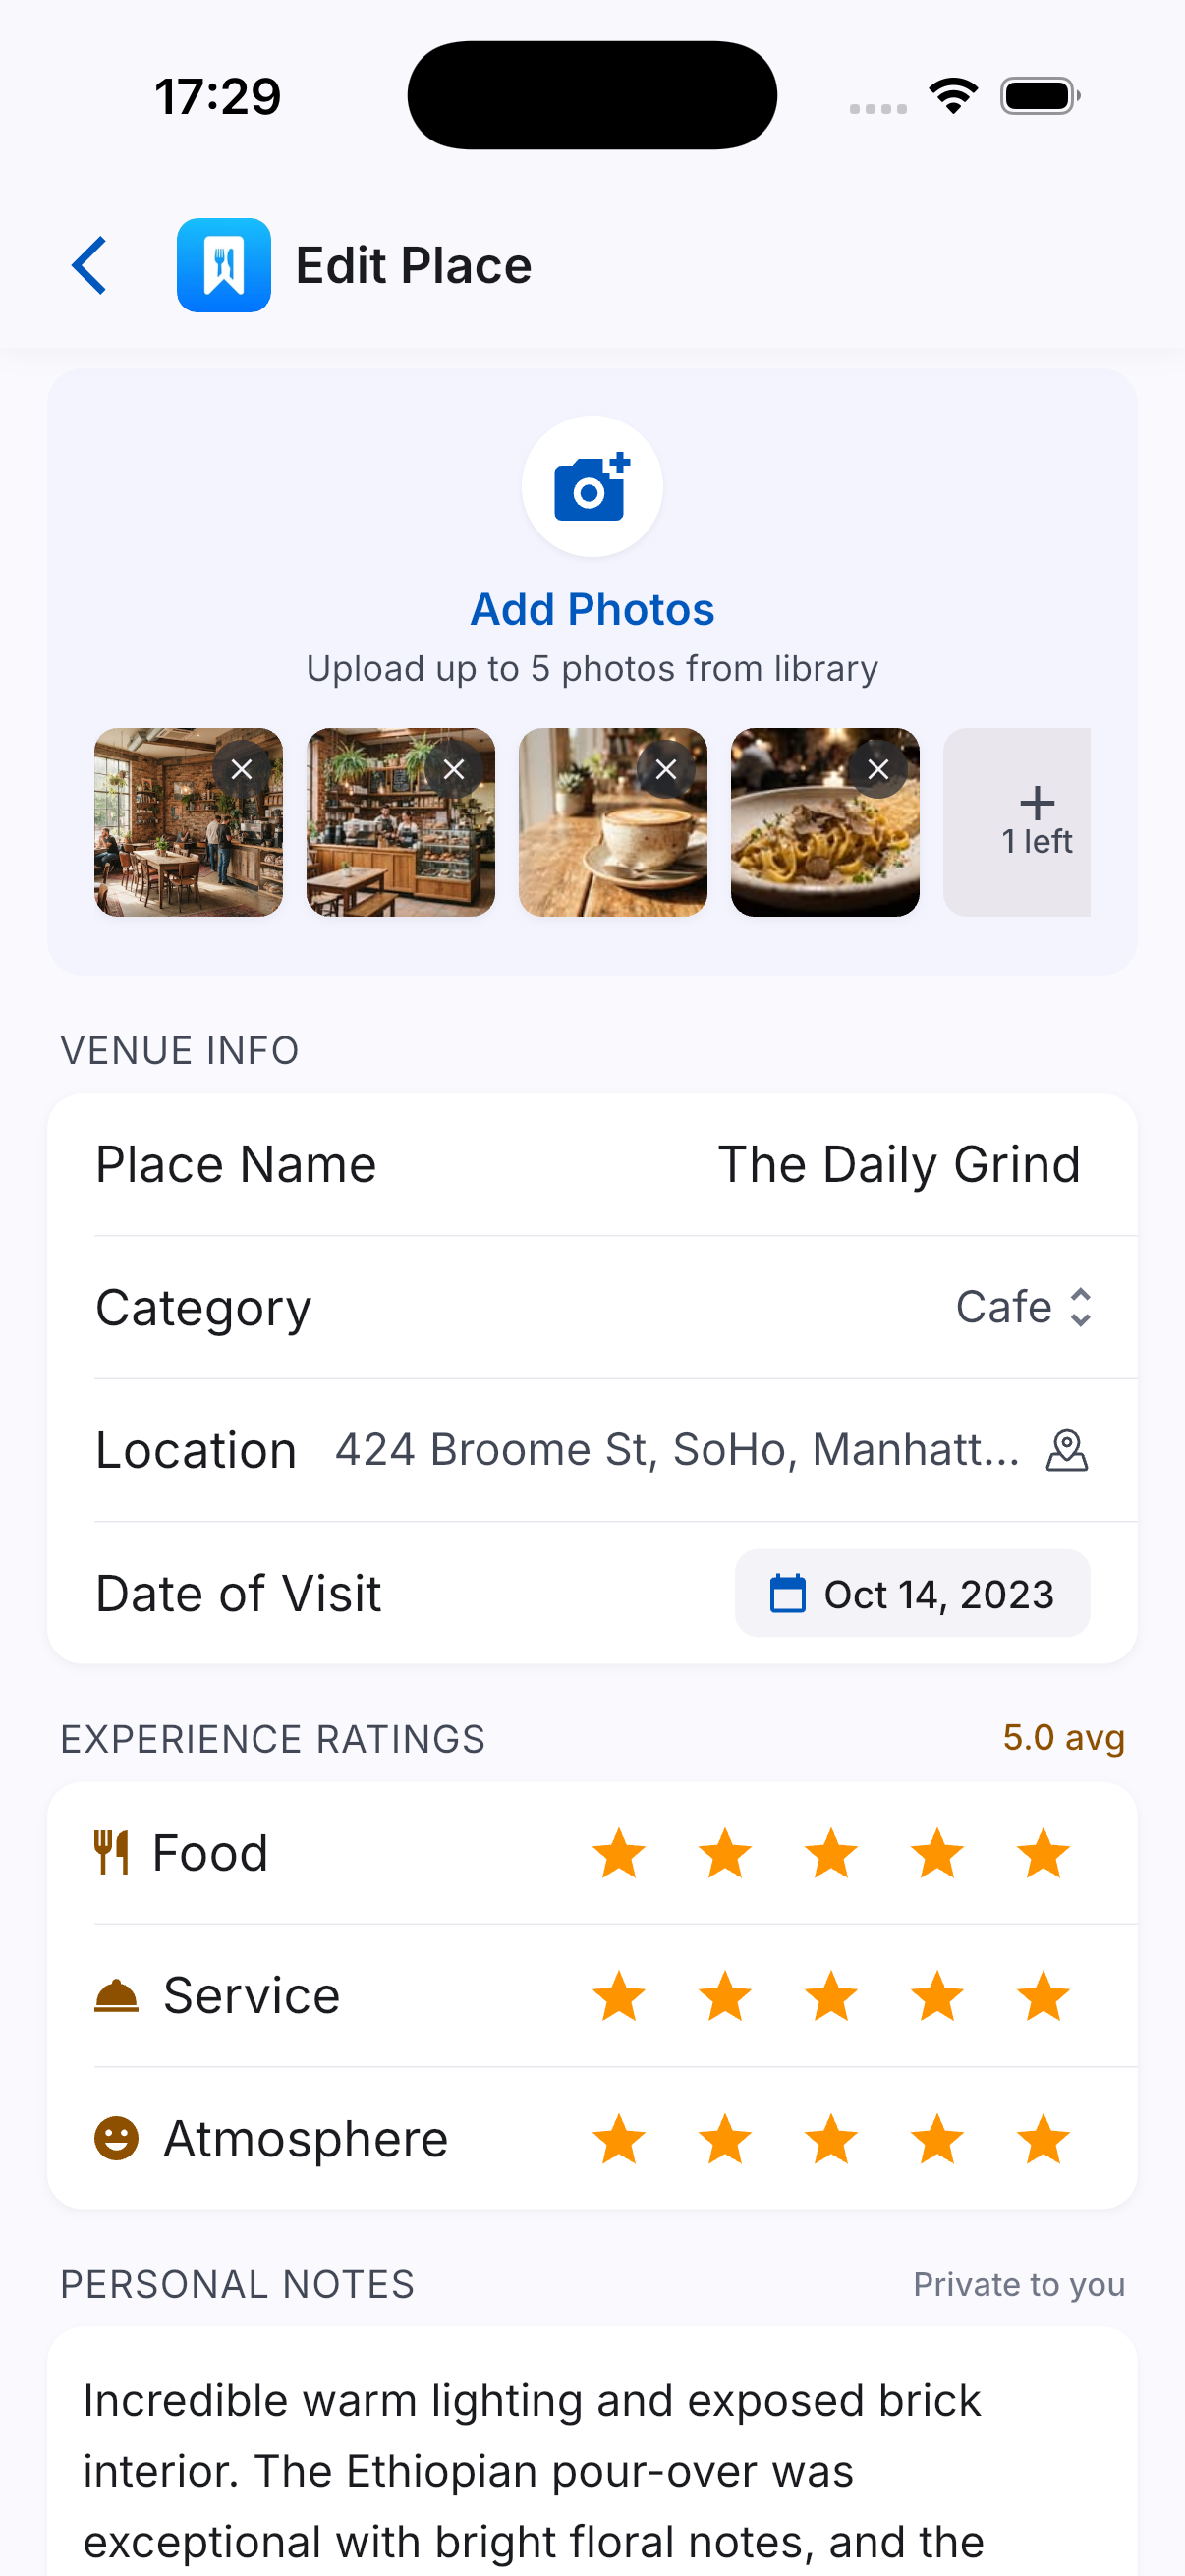 17:29
Edit Place
Add Photos
Upload up to 5 photos from library
1 left
VENUE INFO
Place Name The Daily Grind
Category Cafe
Location 424 Broome St, SoHo, Manhatt...
Date of Visit Oct 14, 2023
EXPERIENCE RATINGS 5.0 avg
Food
Service
Atmosphere
PERSONAL NOTES Private to you
Incredible warm lighting and exposed brick
interior. The Ethiopian pour-over was
exceptional with bright floral notes, and the